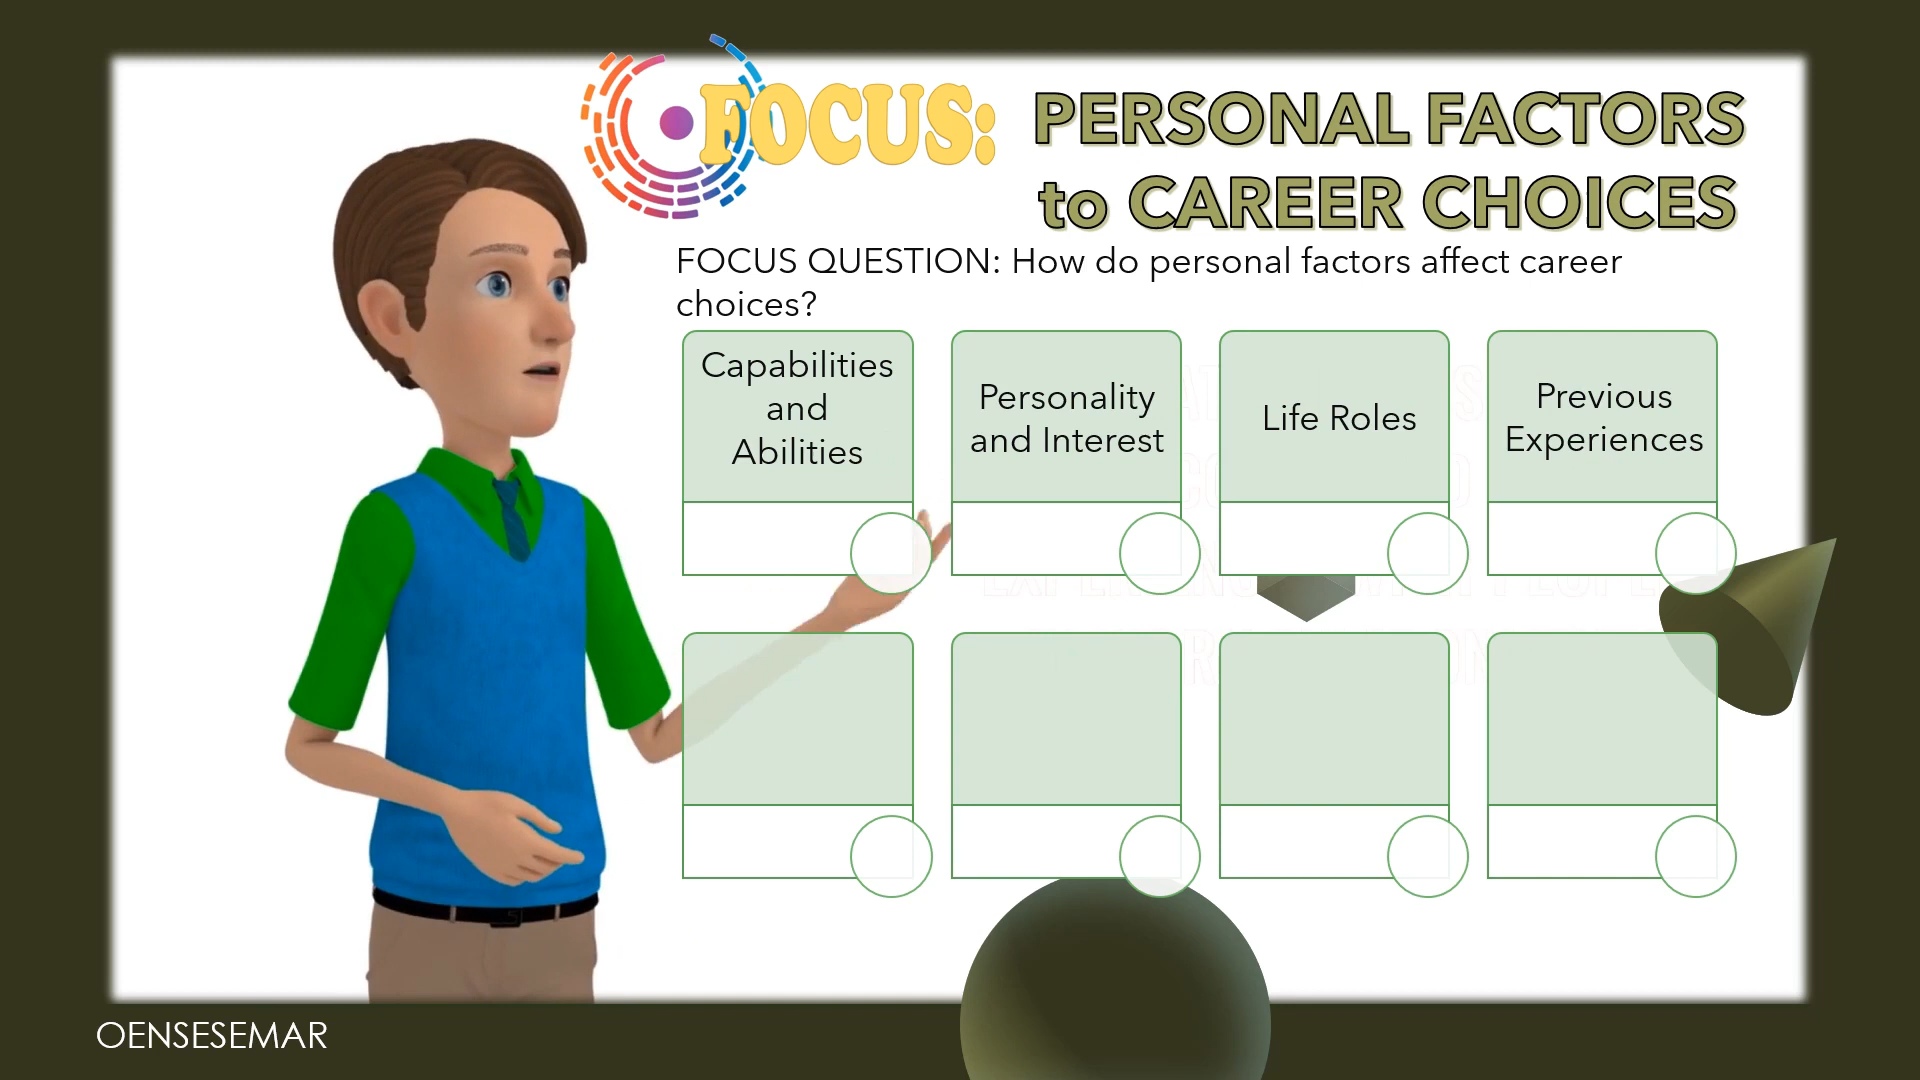 FOCUS:
PERSONAL FACTORS
to CAREER CHOICES
FOCUS QUESTION: How do personal factors affect career
choices?
Capabilities
and
Abilities
Personality
and Interest
Life Roles
Previous
Experiences
OENSESEMAR